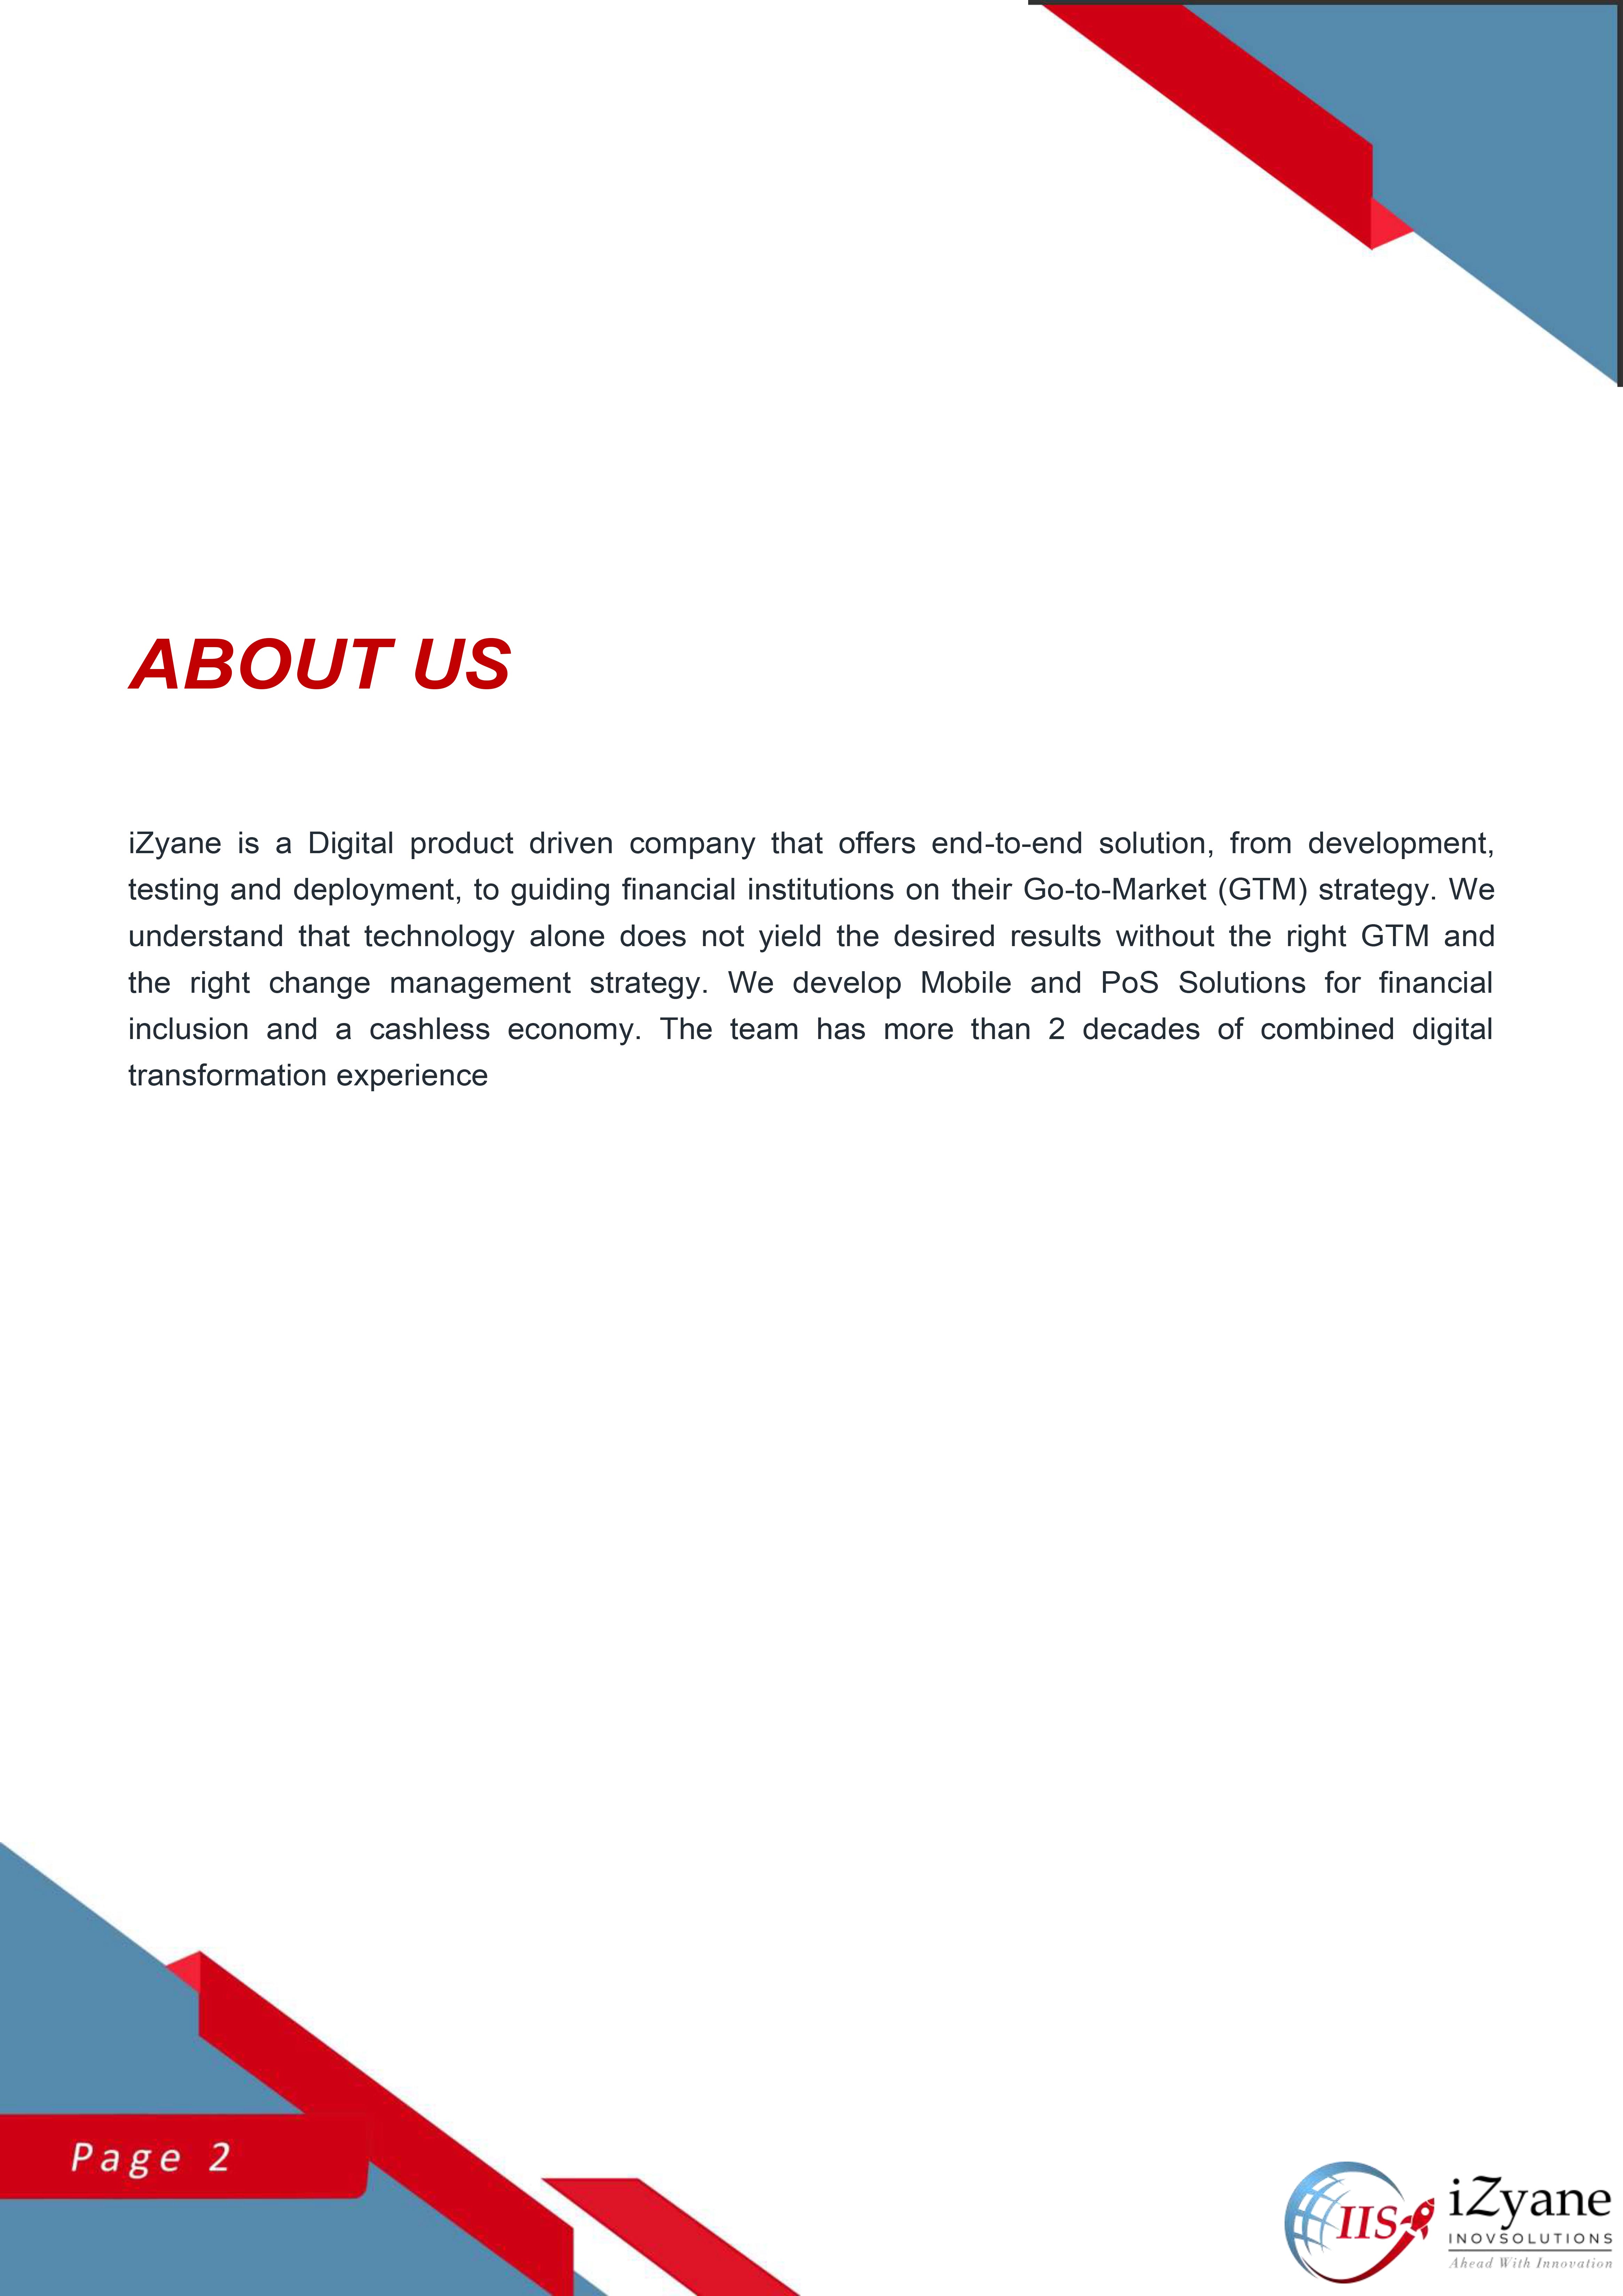 ABOUT US
iZyane is a Digital product driven company that offers end-to-end solution, from development,
testing and deployment, to guiding financial institutions on their Go-to-Market (GTM) strategy. We
understand that technology alone does not yield the desired results without the right GTM and
the right change management strategy. We develop Mobile and PoS Solutions for financial
inclusion and a cashless economy. The team has more than 2 decades of combined digital
transformation experience
Page 2
IIS
iZyane
INOVSOLUTIONS
Ahead With Innovation